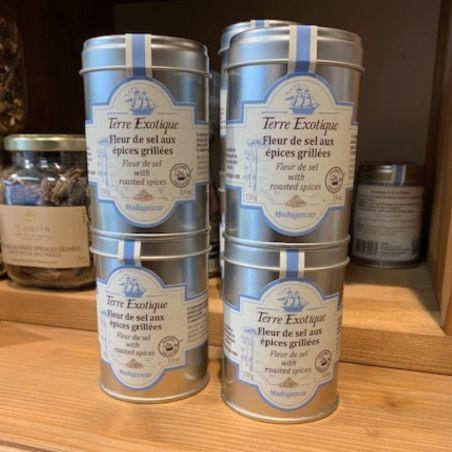 Terre Exotique
Fleur de sel aux
épices grillées
Fleur de sel
with
roasted spices
Madagascar
Terre Exotique
Fleur de sel aux
épices grillées
Fleur de sel
with
roasted spices
Madagascar
Terre Exotique
Fleur de sel aux
épices grillées
Fleur de sel
with
roasted spices
Madagascar
Terre Exotique
Fleur de sel aux
épices grillées
Fleur de sel
with
roasted spices
Madagascar